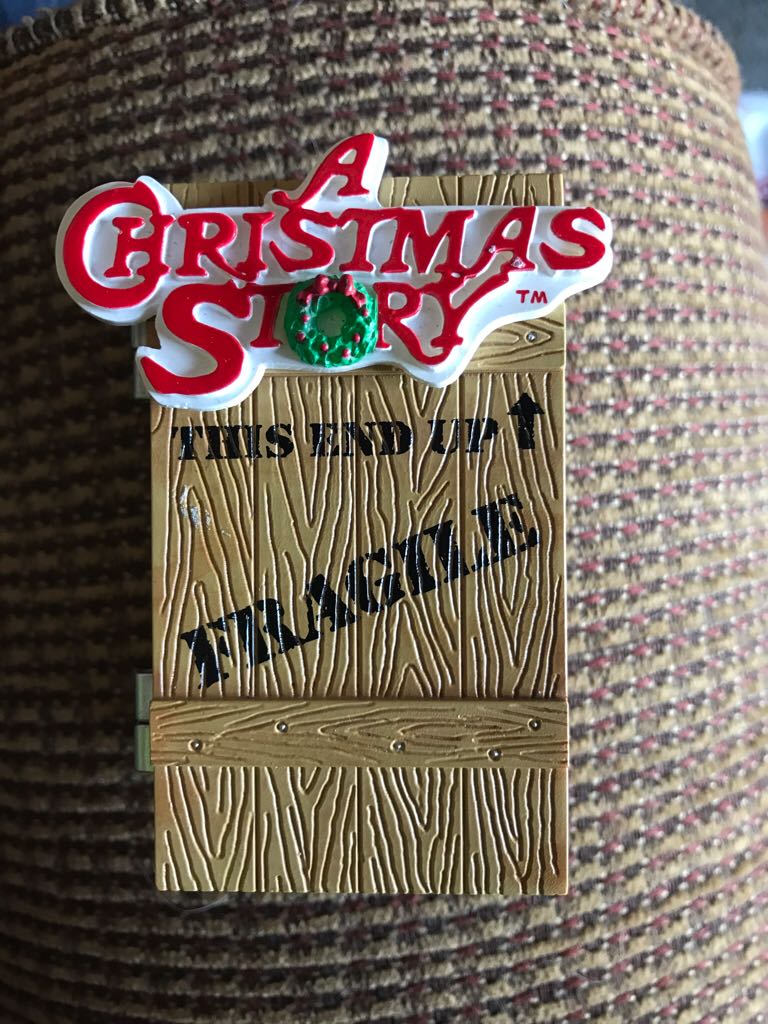 A
CHRISTMAS
STORY TM
THIS END UP
FRAGILE